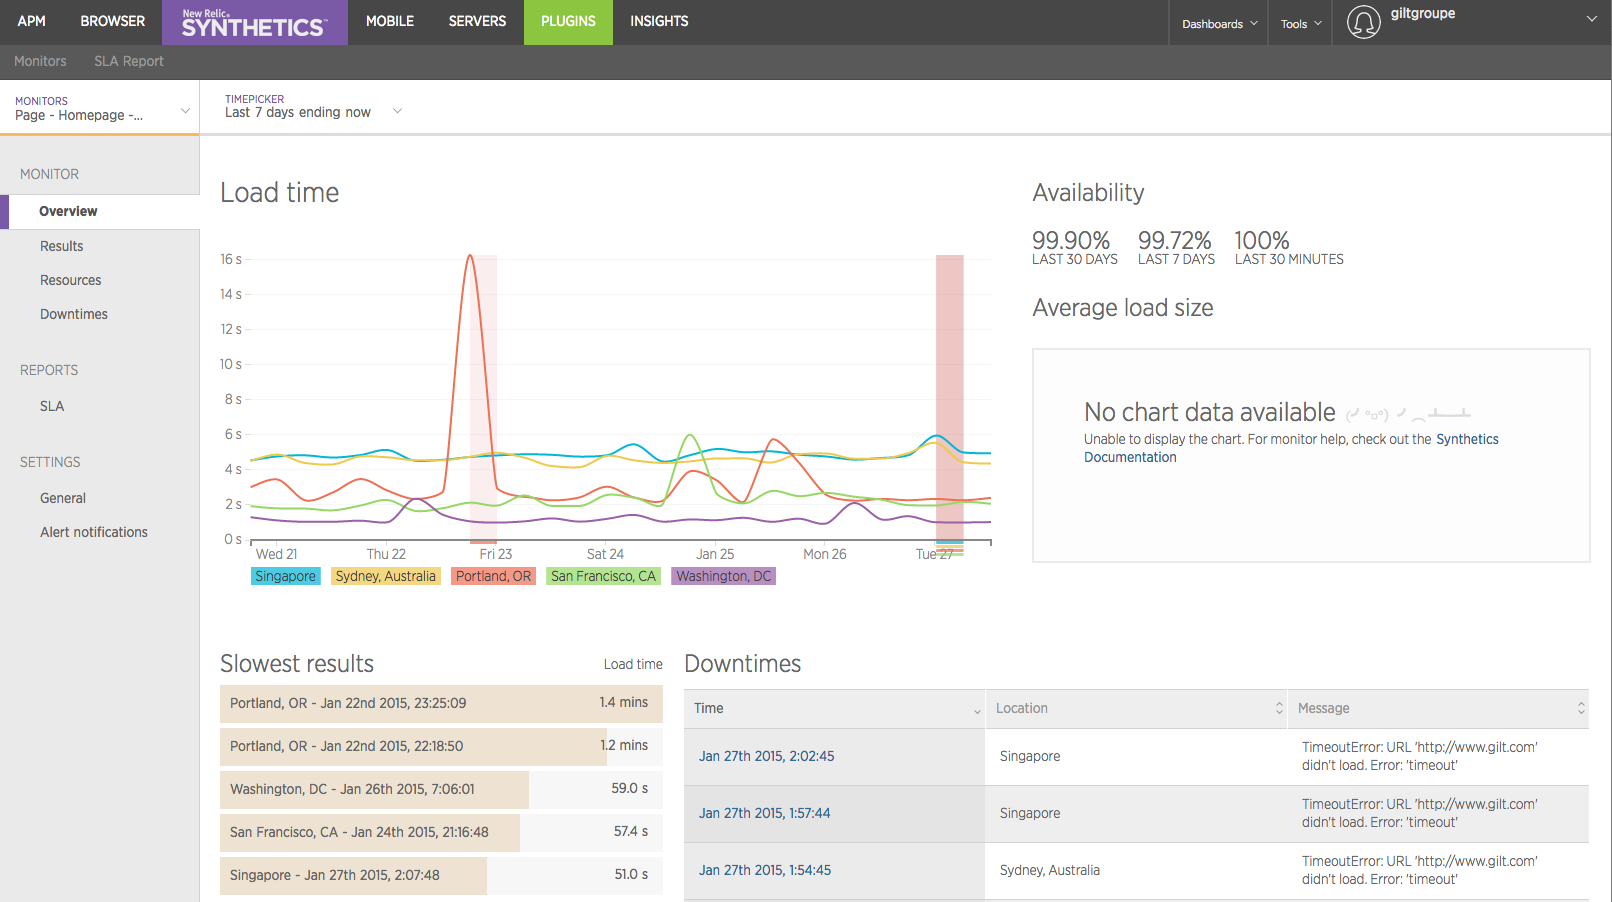 APM BROWSER New Relic® SYNTHETICS™ MOBILE SERVERS PLUGINS INSIGHTS Dashboards Tools giltgroupe
Monitors SLA Report
MONITORS
Page - Homepage -...
TIMEPICKER
Last 7 days ending now
MONITOR
Overview
Results
Resources
Downtimes
REPORTS
SLA
SETTINGS
General
Alert notifications
Load time
16 s
14 s
12 s
10 s
8 s
6 s
4 s
2 s
0 s
Wed 21 Thu 22 Fri 23 Sat 24 Jan 25 Mon 26 Tue 27
Singapore Sydney, Australia Portland, OR San Francisco, CA Washington, DC
Availability
99.90% 99.72% 100%
LAST 30 DAYS LAST 7 DAYS LAST 30 MINUTES
Average load size
No chart data available
Unable to display the chart. For monitor help, check out the Synthetics
Documentation
Slowest results Load time
Portland, OR - Jan 22nd 2015, 23:25:09 1.4 mins
Portland, OR - Jan 22nd 2015, 22:18:50 1.2 mins
Washington, DC - Jan 26th 2015, 7:06:01 59.0 s
San Francisco, CA - Jan 24th 2015, 21:16:48 57.4 s
Singapore - Jan 27th 2015, 2:07:48 51.0 s
Downtimes
Time Location Message
Jan 27th 2015, 2:02:45 Singapore TimeoutError: URL 'http://www.gilt.com'
didn't load. Error: 'timeout'
Jan 27th 2015, 1:57:44 Singapore TimeoutError: URL 'http://www.gilt.com'
didn't load. Error: 'timeout'
Jan 27th 2015, 1:54:45 Sydney, Australia TimeoutError: URL 'http://www.gilt.com'
didn't load. Error: 'timeout'